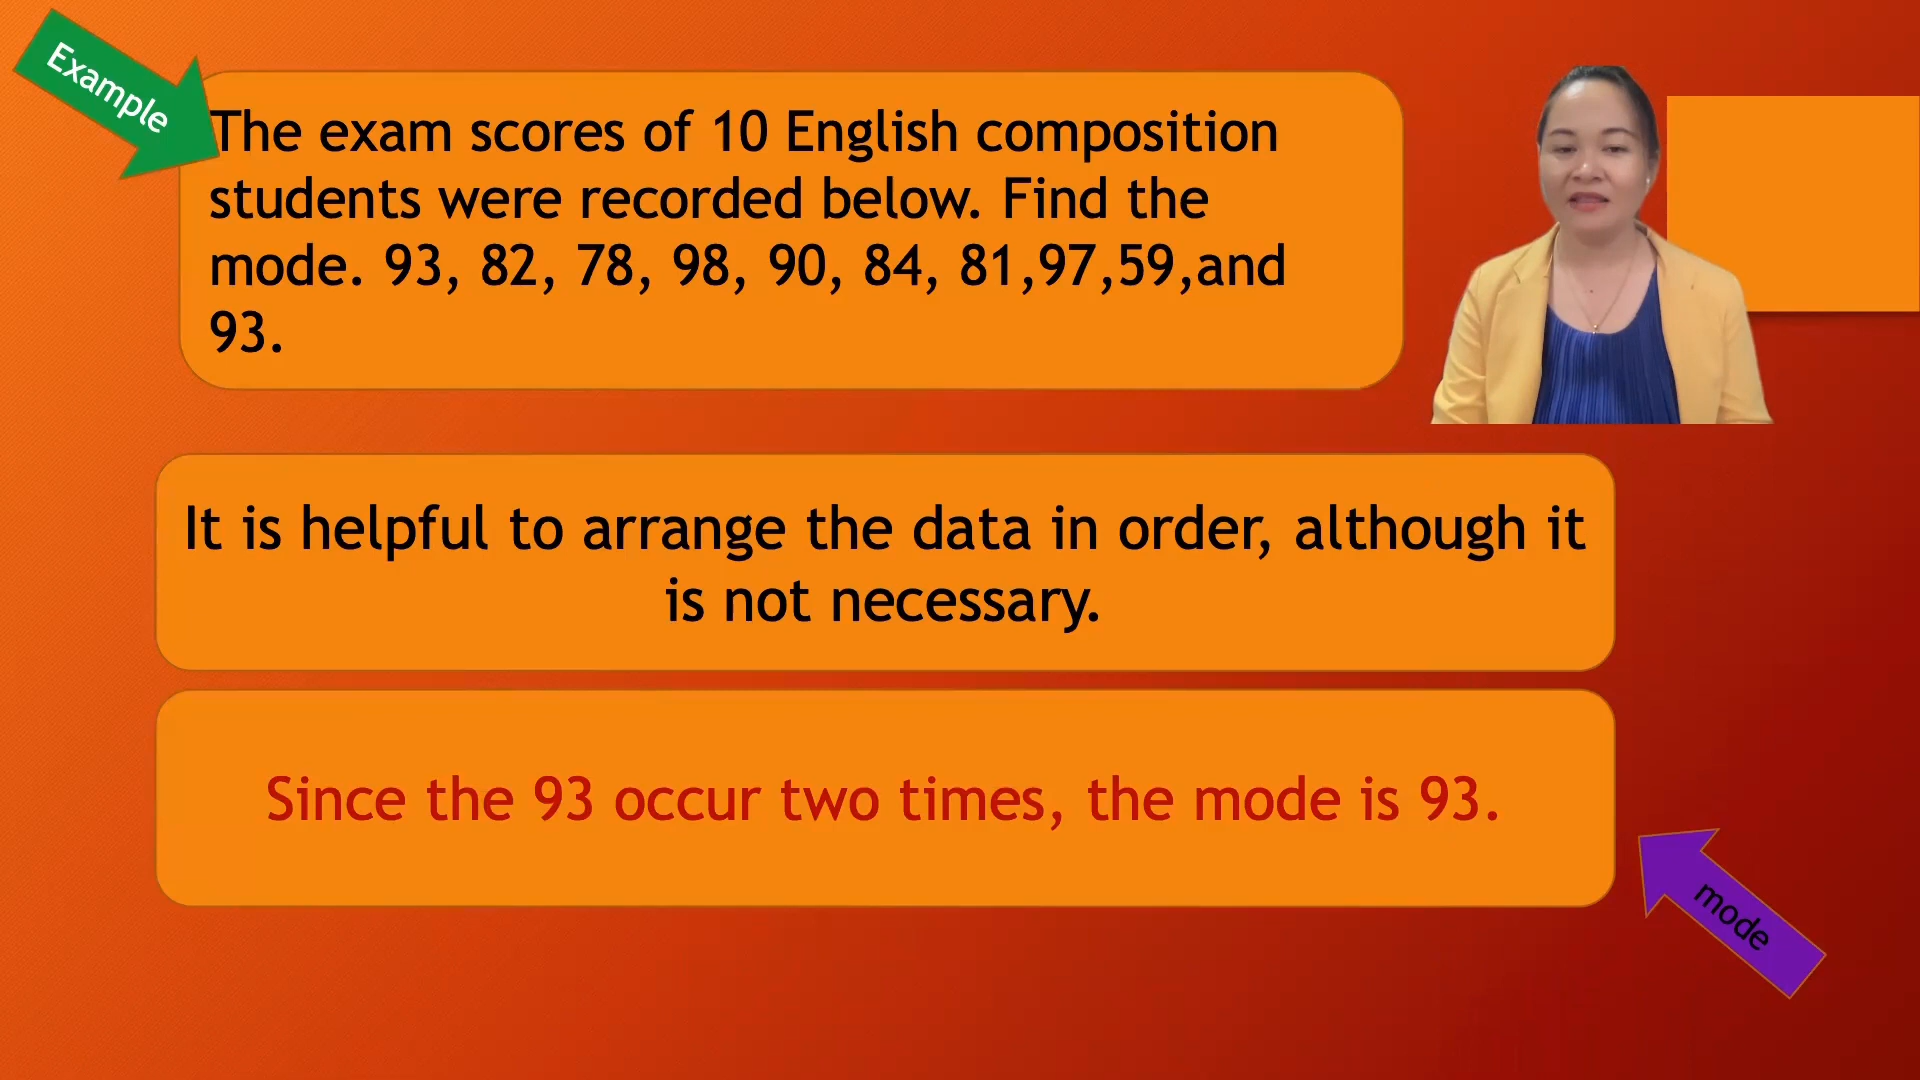 Example
The exam scores of 10 English composition
students were recorded below. Find the
mode. 93, 82, 78, 98, 90, 84, 81,97,59,and
93.
It is helpful to arrange the data in order, although it
is not necessary.
Since the 93 occur two times, the mode is 93.
mode